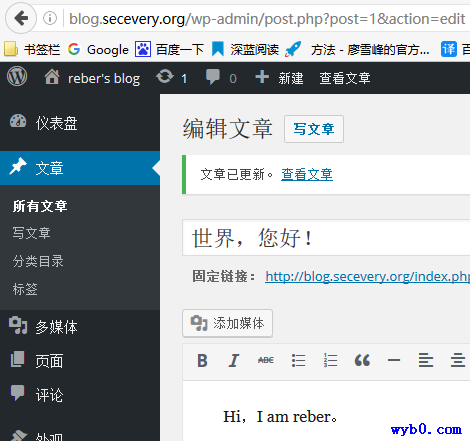 blog.secevery.org/wp-admin/post.php?post=1&action=edit
书签栏 Google 百度一下 深蓝阅读 方法 - 廖雪峰的官方... 译 百
reber's blog 1 0 新建 查看文章
仪表盘
文章
所有文章
写文章
分类目录
标签
多媒体
页面
评论
外观
编辑文章 写文章
文章已更新。 查看文章
世界，您好！
固定链接： http://blog.secevery.org/index.php
添加媒体
B I ABC
Hi，I am reber。
wyb0.com